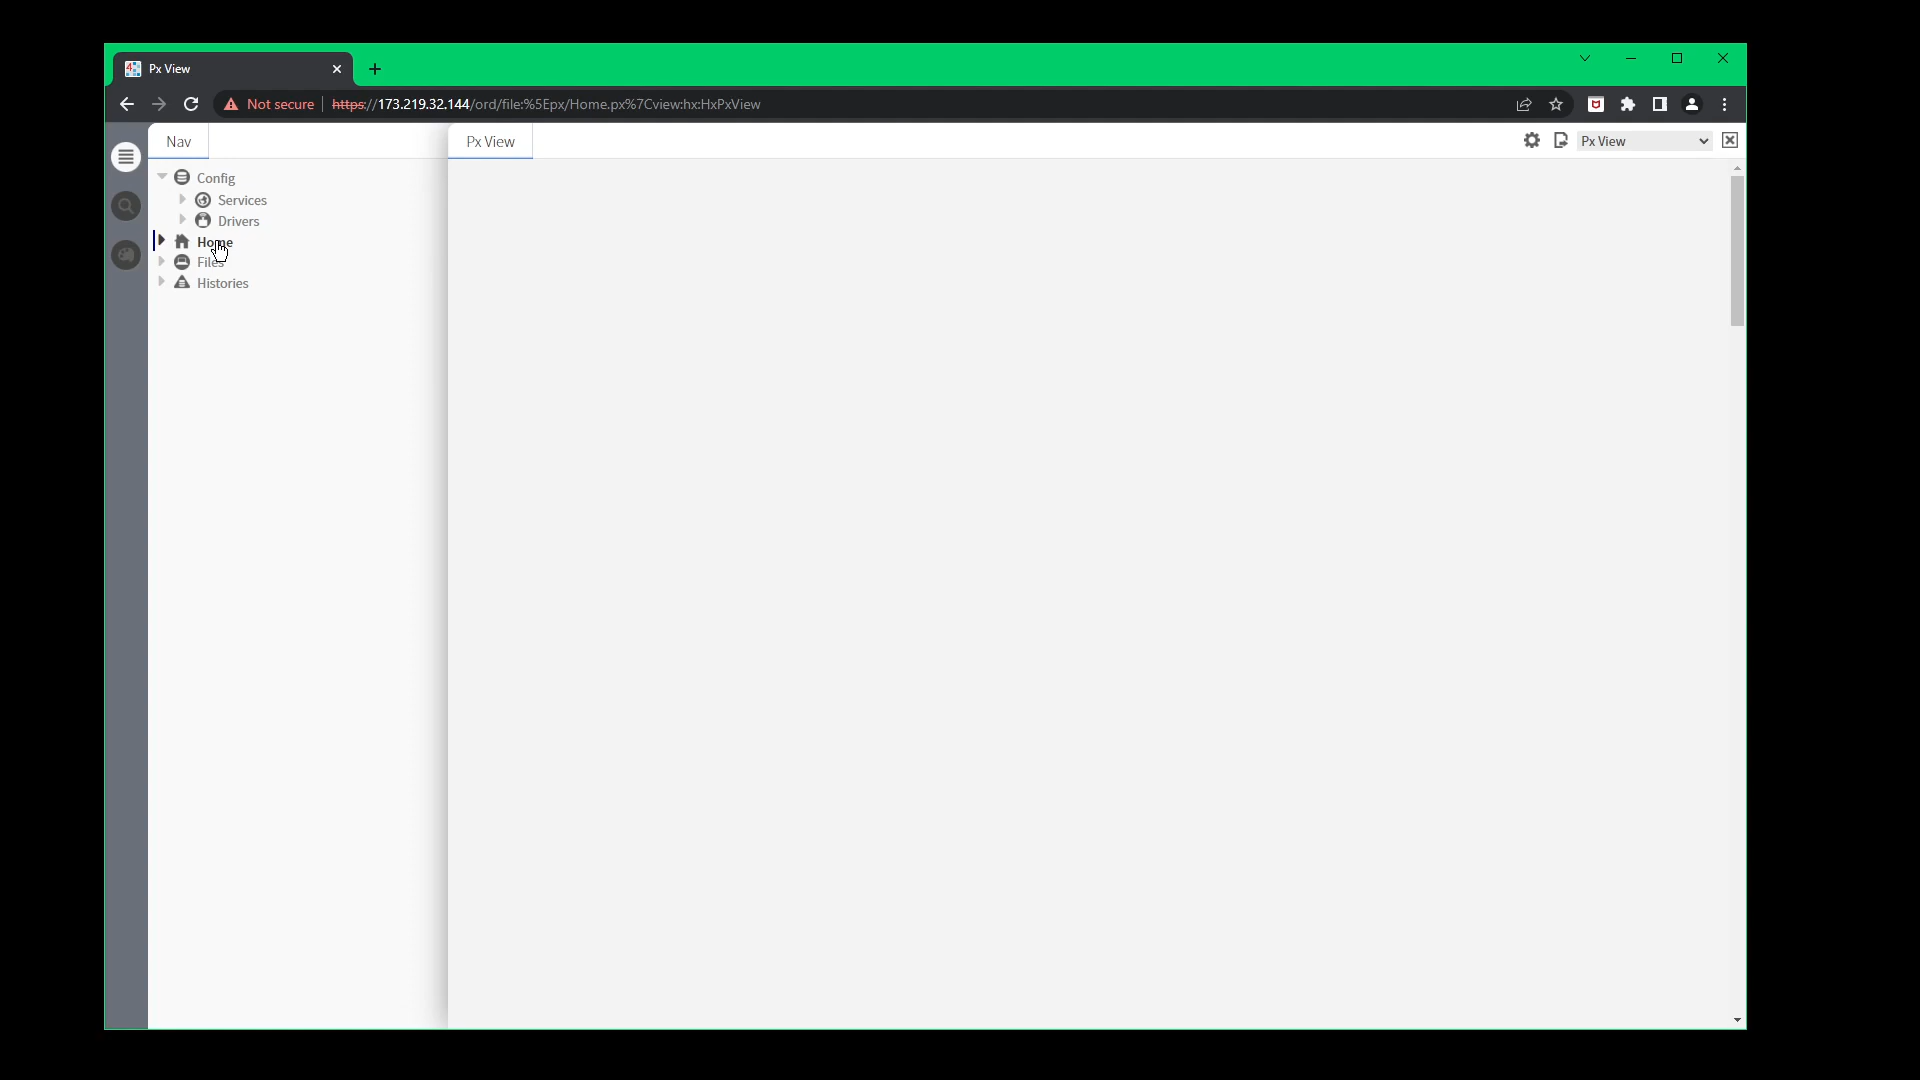 Px View
Not secure https://173.219.32.144/ord/file:%5Epx/Home.px%7Cview:hx:HxPxView
Nav
Px View
Px View
Config
Services
Drivers
Home
Files
Histories